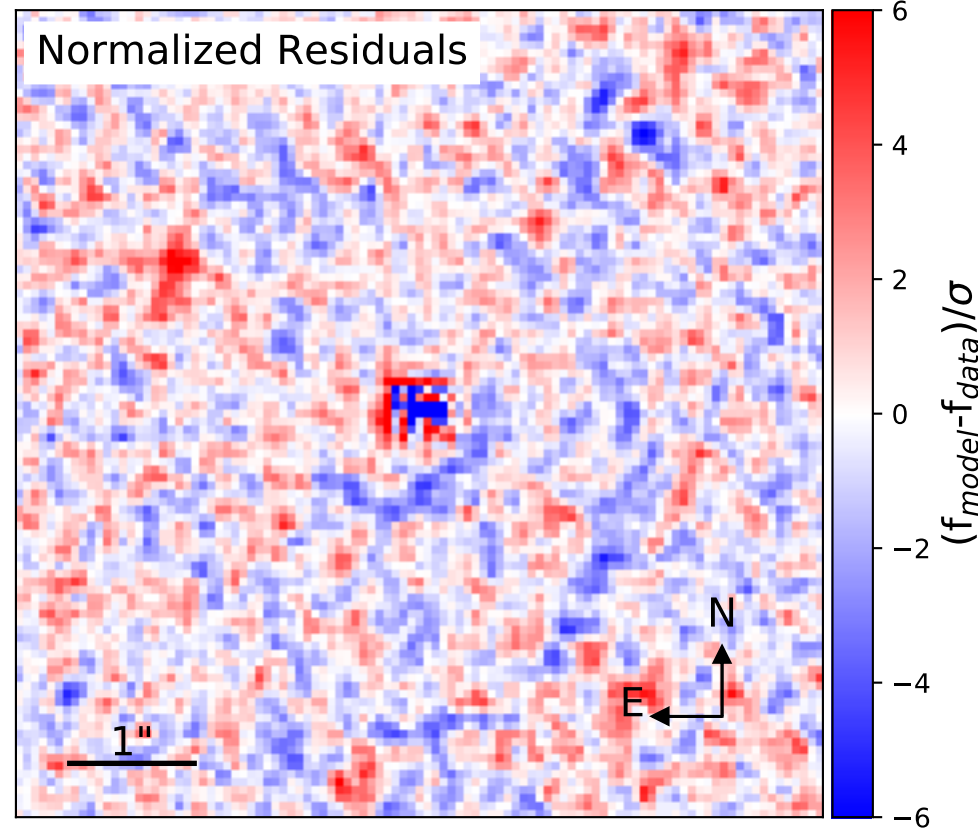 Normalized Residuals
6
4
2
0
−2
−4
−6
(f_model-f_data)/σ
N
E
1"